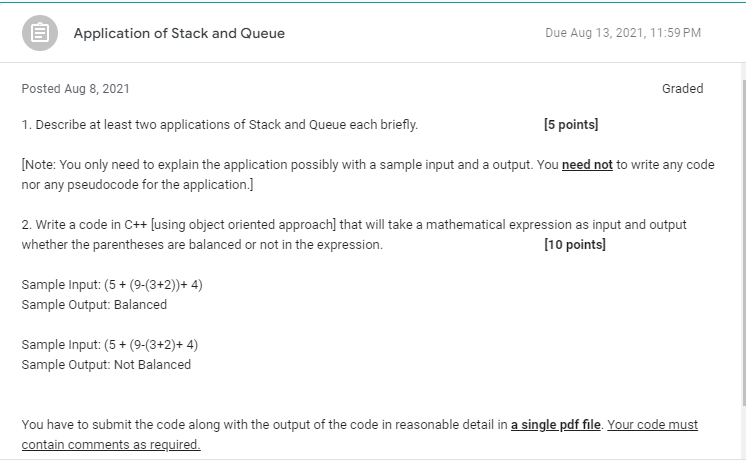 Application of Stack and Queue
Due Aug 13, 2021, 11:59 PM
Posted Aug 8, 2021
Graded
1. Describe at least two applications of Stack and Queue each briefly. [5 points]
[Note: You only need to explain the application possibly with a sample input and a output. You need not to write any code
nor any pseudocode for the application.]
2. Write a code in C++ [using object oriented approach] that will take a mathematical expression as input and output
whether the parentheses are balanced or not in the expression. [10 points]
Sample Input: (5 + (9-(3+2))+ 4)
Sample Output: Balanced
Sample Input: (5 + (9-(3+2)+ 4)
Sample Output: Not Balanced
You have to submit the code along with the output of the code in reasonable detail in a single pdf file. Your code must
contain comments as required.